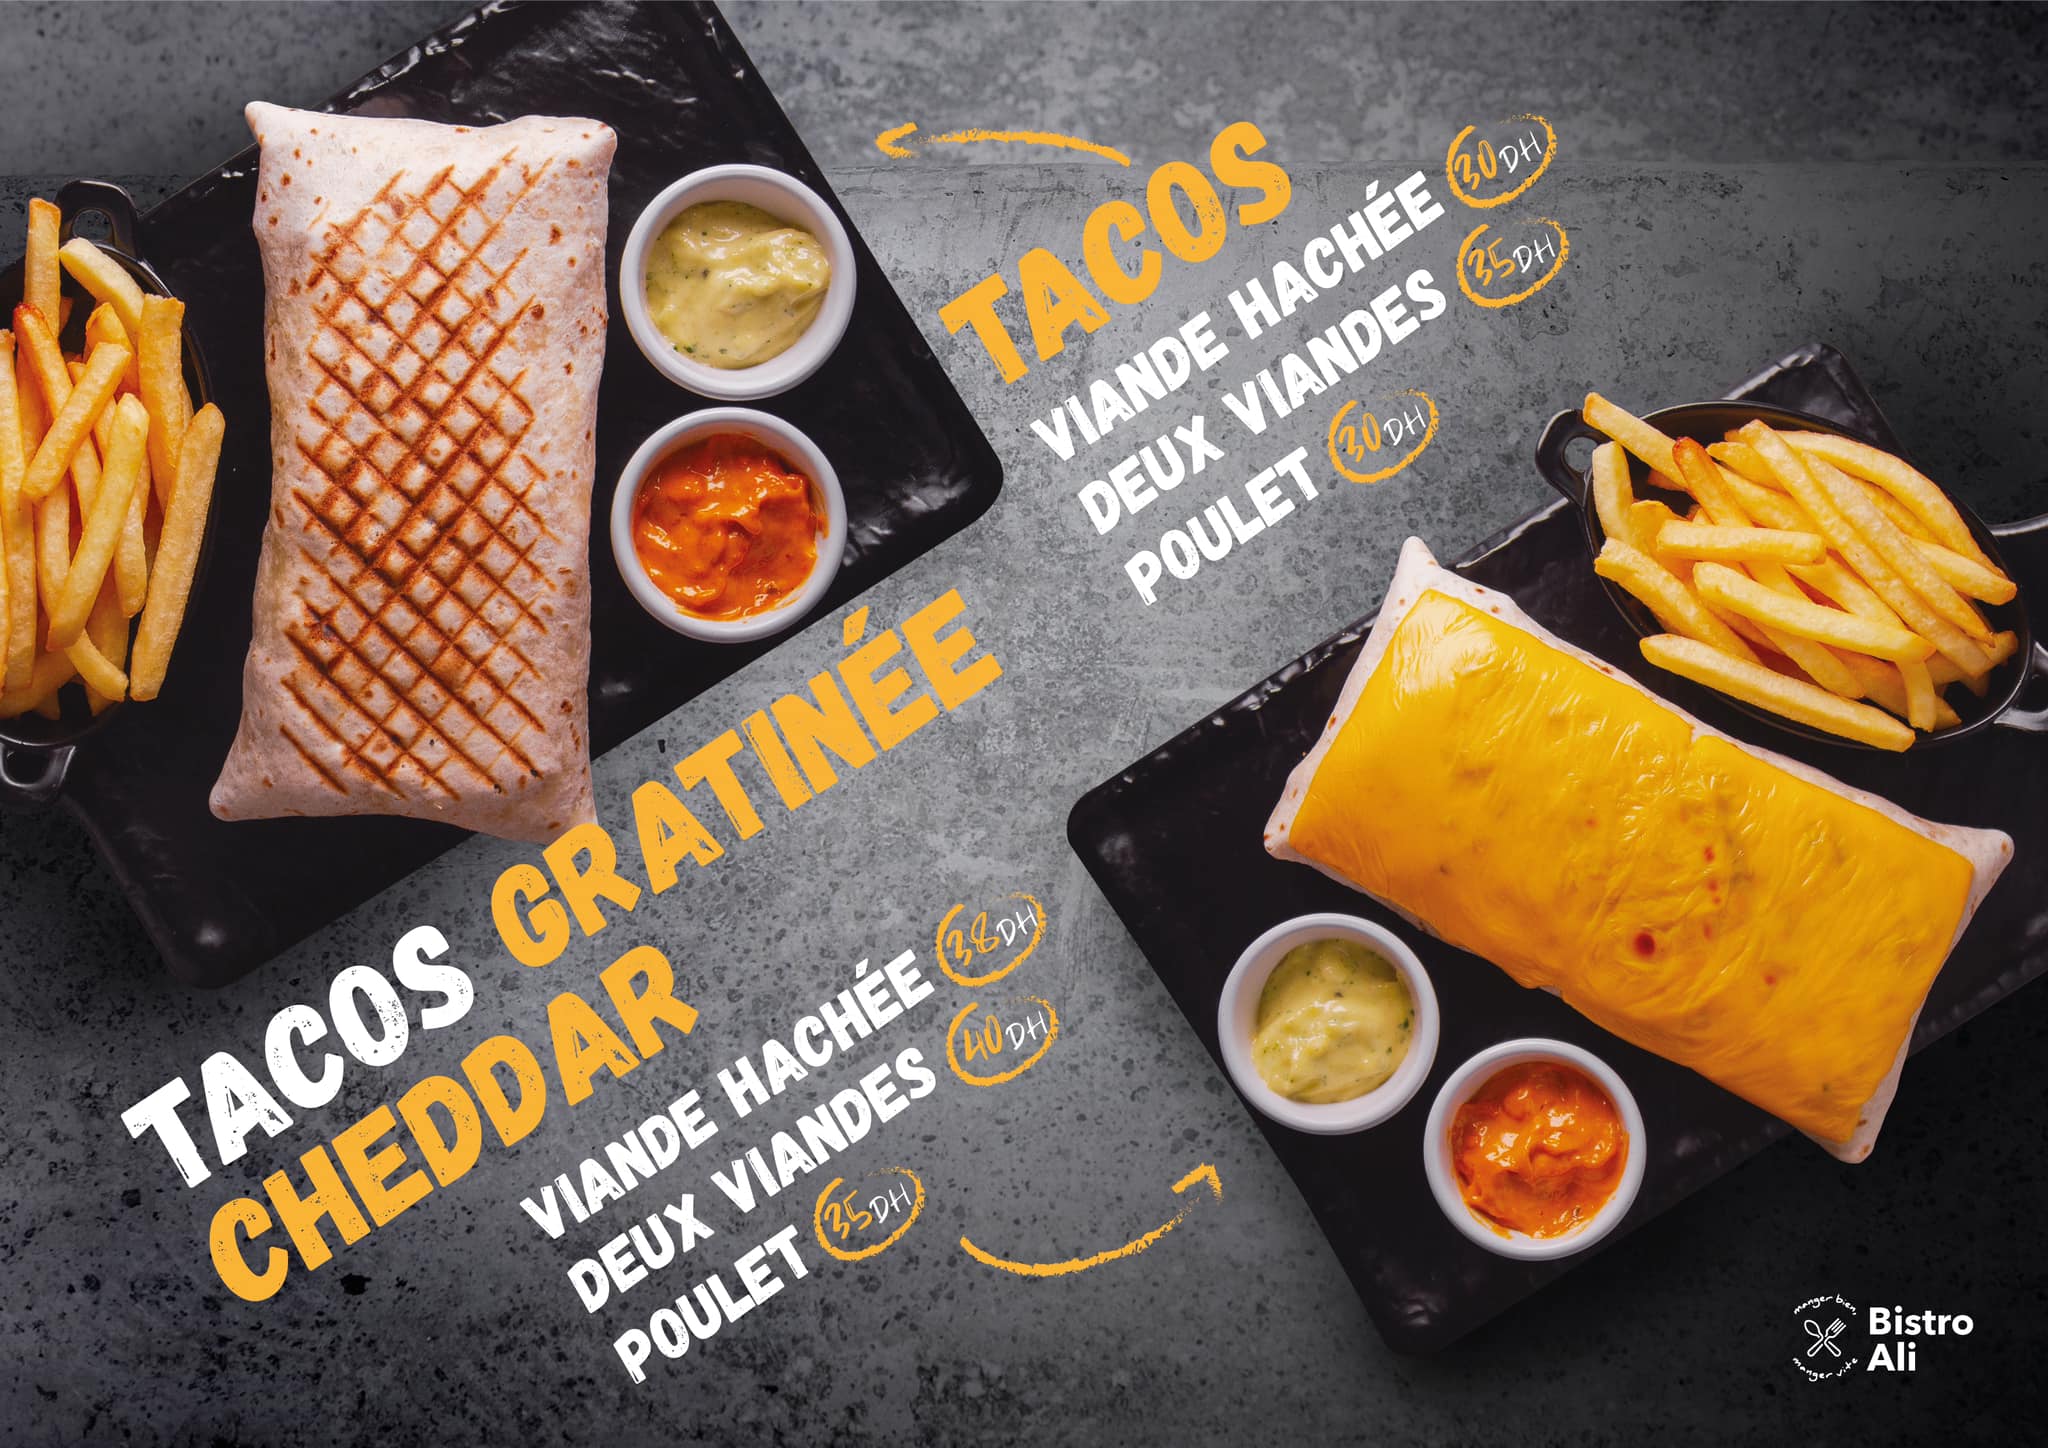 TACOS
VIANDE HACHÉE 30DH
DEUX VIANDES 35DH
POULET 30DH
TACOS GRATINÉE
CHEDDAR
VIANDE HACHÉE 38DH
DEUX VIANDES 40DH
POULET 35DH
manger bien,
manger vite
Bistro
Ali